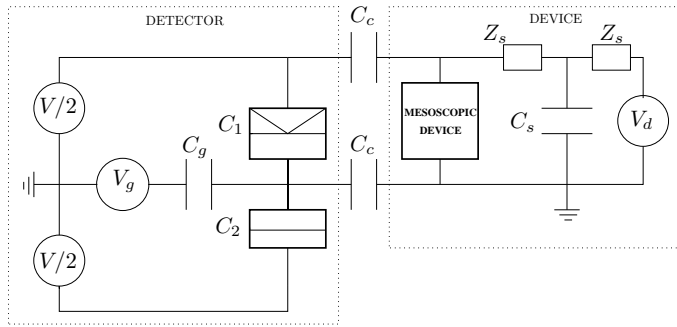 DETECTOR
DEVICE
C_c
Z_s
Z_s
V/2
C_1
MESOSCOPIC
DEVICE
C_s
V_d
C_g
C_c
V_g
C_2
V/2